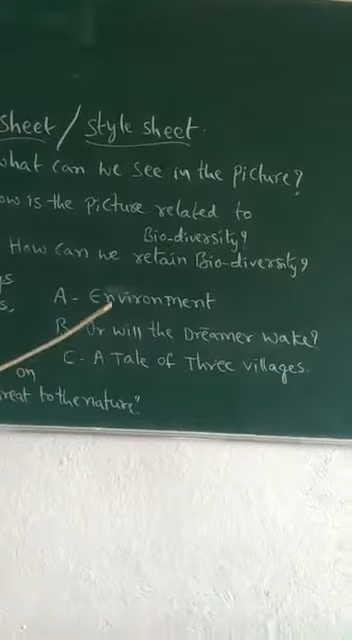 sheet / style sheet.
what can we see in the picture?
ow is the picture related to
Bio-diversity?
How can we retain Bio-diversity?
gs
s,
A - Environment
B Or will the Dreamer wake?
C - A Tale of Three villages.
on
reat to the nature".